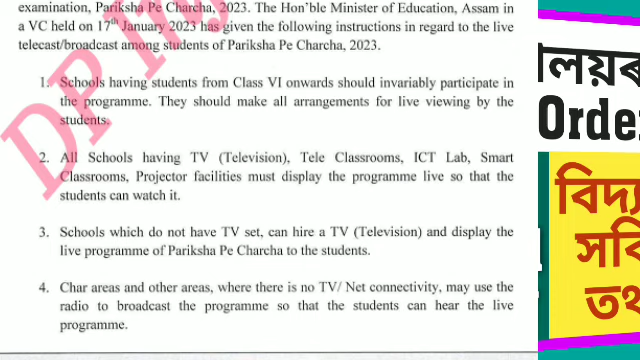 examination, Pariksha Pe Charcha, 2023. The Hon'ble Minister of Education, Assam in
a VC held on 17th January 2023 has given the following instructions in regard to the live
telecast/broadcast among students of Pariksha Pe Charcha, 2023.
1. Schools having students from Class VI onwards should invariably participate in
the programme. They should make all arrangements for live viewing by the
students.
2. All Schools having TV (Television), Tele Classrooms, ICT Lab, Smart
Classrooms, Projector facilities must display the programme live so that the
students can watch it.
3. Schools which do not have TV set, can hire a TV (Television) and display the
live programme of Pariksha Pe Charcha to the students.
4. Char areas and other areas, where there is no TV/ Net connectivity, may use the
radio to broadcast the programme so that the students can hear the live
programme.
DP
Order